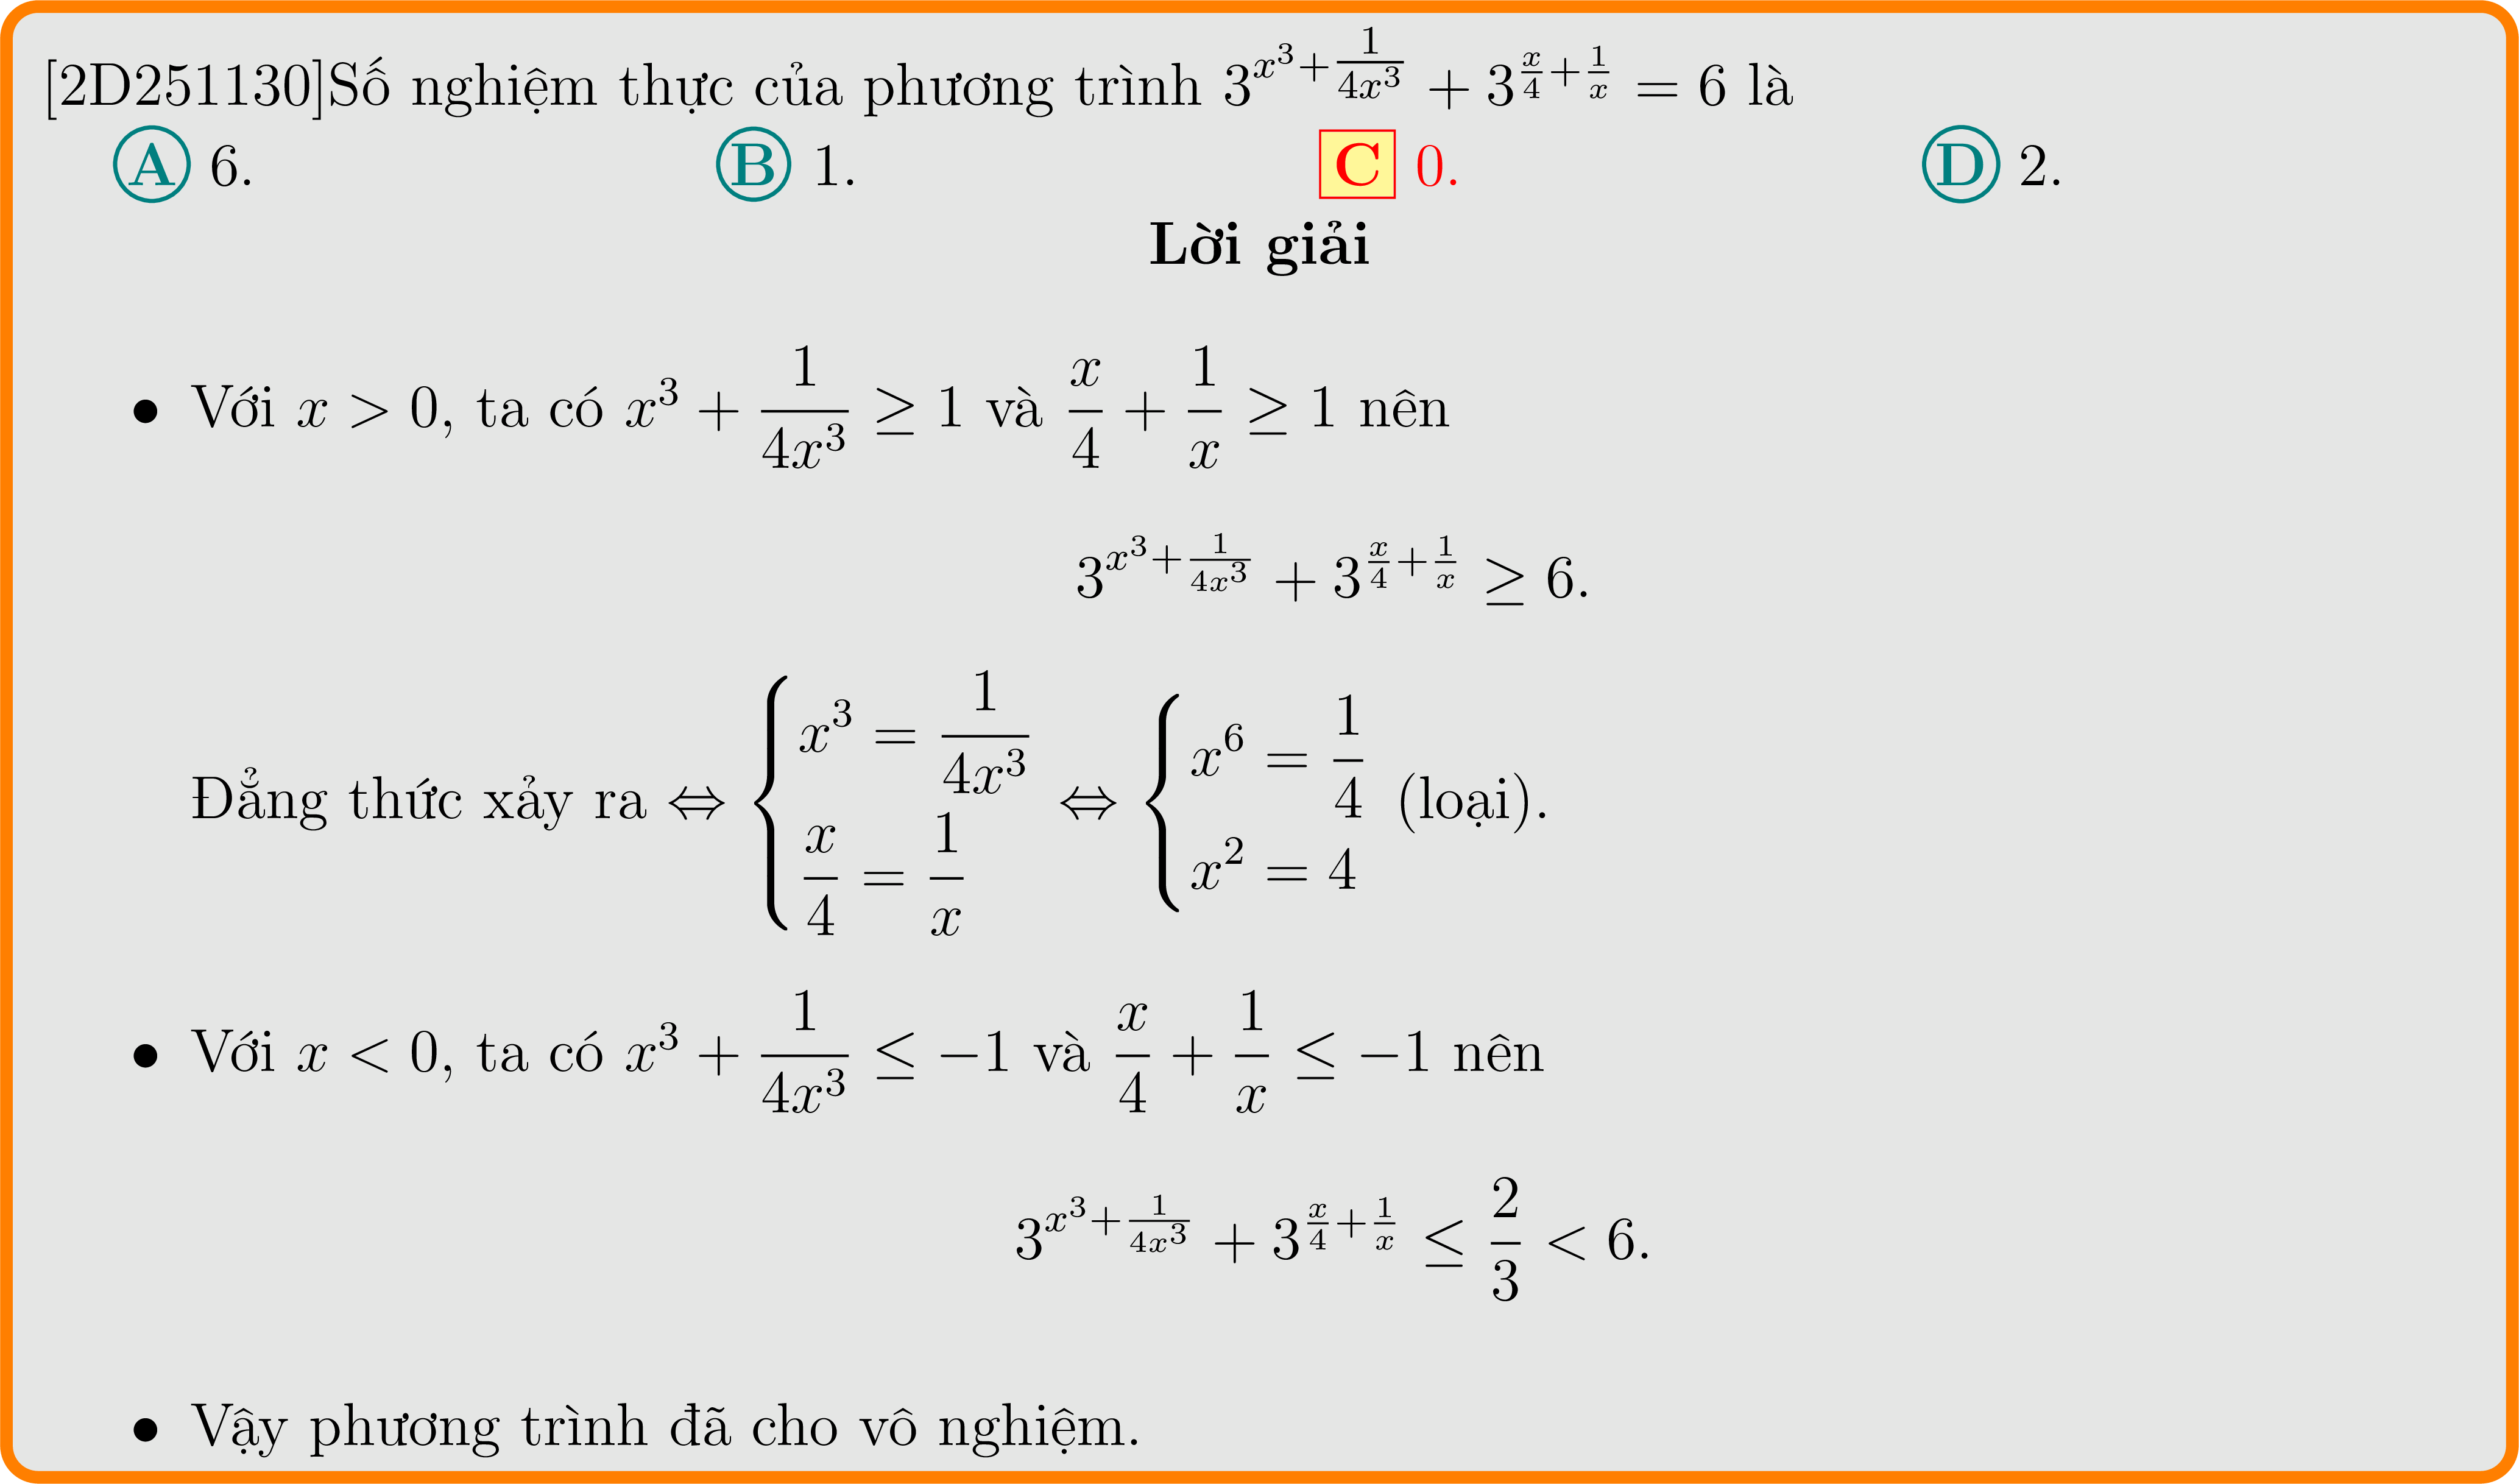 [2D251130]Số nghiệm thực của phương trình $3^{x^3+\frac{1}{4x^3}} + 3^{\frac{x}{4}+\frac{1}{x}} = 6$ là
A 6. B 1. C 0. D 2.
Lời giải
• Với $x > 0$, ta có $x^3 + \frac{1}{4x^3} \geq 1$ và $\frac{x}{4} + \frac{1}{x} \geq 1$ nên
$3^{x^3+\frac{1}{4x^3}} + 3^{\frac{x}{4}+\frac{1}{x}} \geq 6.$
Đẳng thức xảy ra $\Leftrightarrow \begin{cases} x^3 = \frac{1}{4x^3} \\ \frac{x}{4} = \frac{1}{x} \end{cases} \Leftrightarrow \begin{cases} x^6 = \frac{1}{4} \\ x^2 = 4 \end{cases}$ (loại).
• Với $x < 0$, ta có $x^3 + \frac{1}{4x^3} \leq -1$ và $\frac{x}{4} + \frac{1}{x} \leq -1$ nên
$3^{x^3+\frac{1}{4x^3}} + 3^{\frac{x}{4}+\frac{1}{x}} \leq \frac{2}{3} < 6.$
• Vậy phương trình đã cho vô nghiệm.